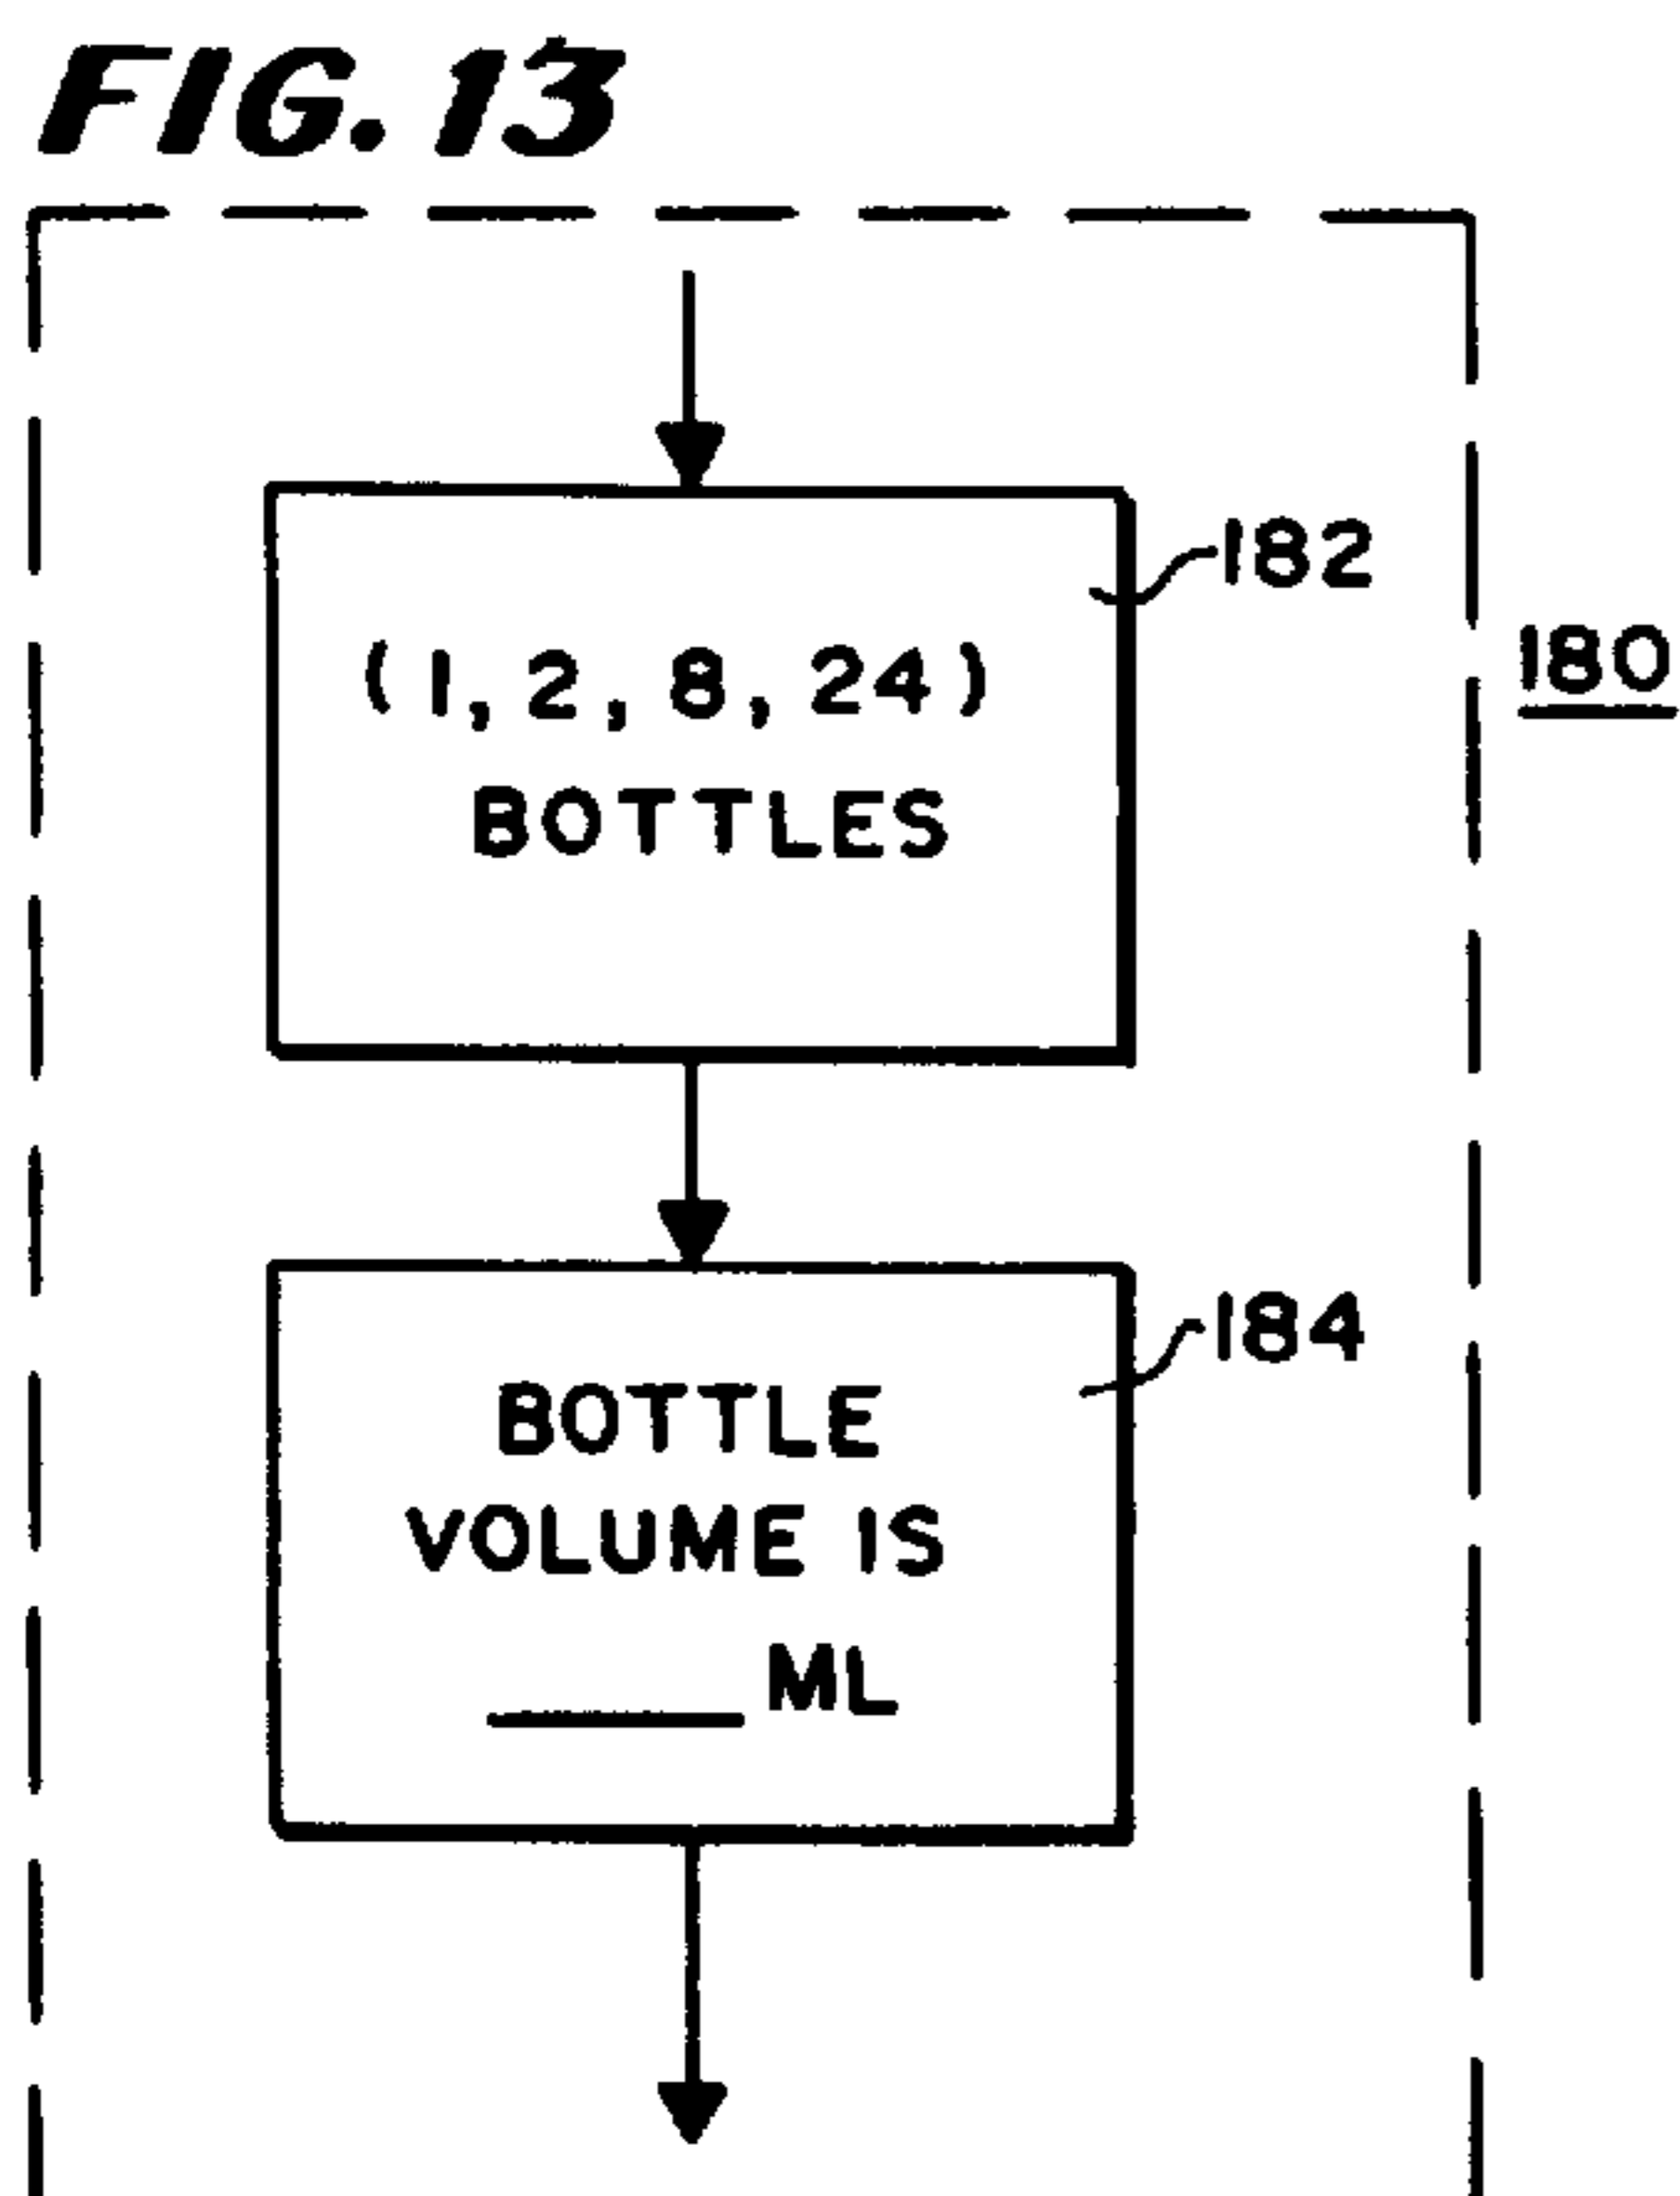 FIG. 13
182
(1, 2, 8, 24)
BOTTLES
180
184
BOTTLE
VOLUME IS
____ ML